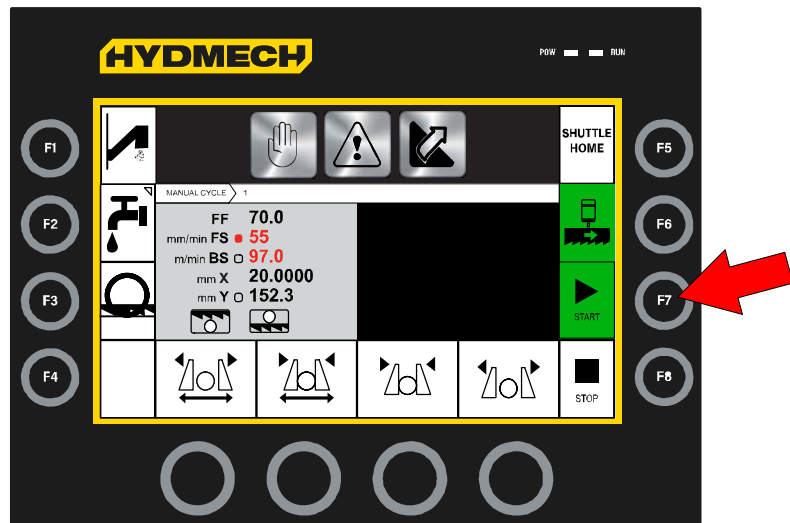 HYDMECH
POW
RUN
F1
F2
F3
F4
SHUTTLE
HOME
MANUAL CYCLE 1
FF 70.0
mm/min FS 55
m/min BS 97.0
mm X 20.0000
mm Y 152.3
START
STOP
F5
F6
F7
F8